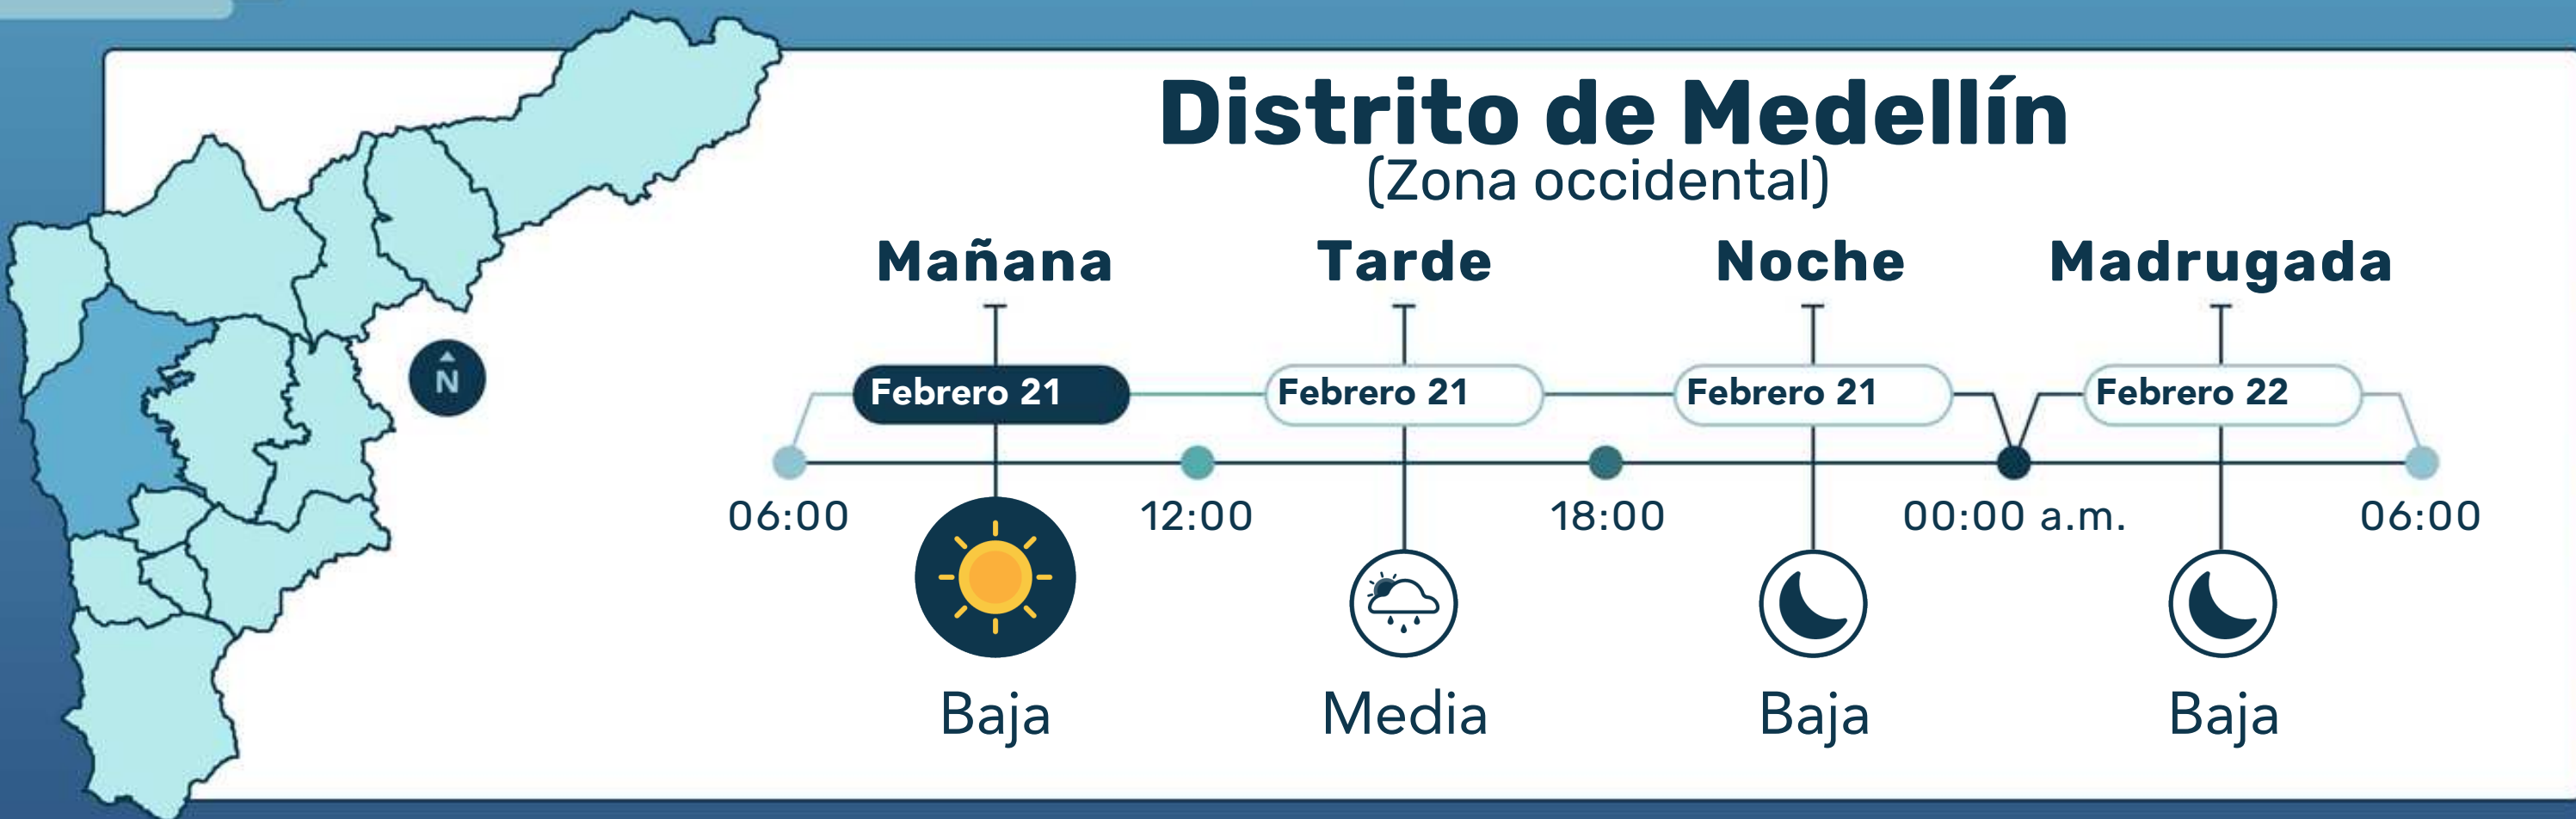 Distrito de Medellín
(Zona occidental)
Mañana Tarde Noche Madrugada
Febrero 21 Febrero 21 Febrero 21 Febrero 22
N
06:00 12:00 18:00 00:00 a.m. 06:00
Baja Media Baja Baja